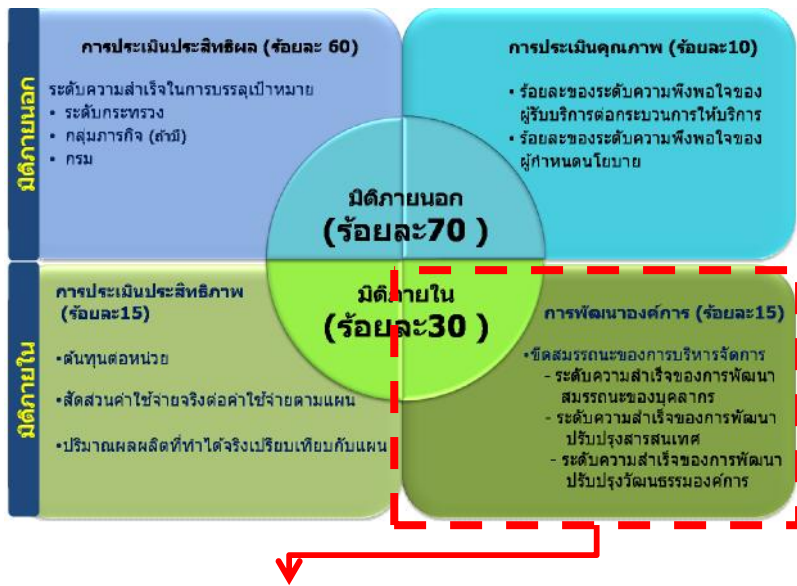 มิติภายนอก
การประเมินประสิทธิผล (ร้อยละ 60)
ระดับความสำเร็จในการบรรลุเป้าหมาย
• ระดับกระทรวง
• กลุ่มภารกิจ (ถ้ามี)
• กรม
การประเมินคุณภาพ (ร้อยละ10)
• ร้อยละของระดับความพึงพอใจของ
ผู้รับบริการต่อกระบวนการให้บริการ
• ร้อยละของระดับความพึงพอใจของ
ผู้กำหนดนโยบาย
มิติภายนอก
(ร้อยละ70 )
มิติภายใน
(ร้อยละ30 )
มิติภายใน
การประเมินประสิทธิภาพ
(ร้อยละ15)
•ต้นทุนต่อหน่วย
•สัดส่วนค่าใช้จ่ายจริงต่อค่าใช้จ่ายตามแผน
•ปริมาณผลผลิตที่ทำได้จริงเปรียบเทียบกับแผน
การพัฒนาองค์การ (ร้อยละ15)
•ขีดสมรรถนะของการบริหารจัดการ
- ระดับความสำเร็จของการพัฒนา
สมรรถนะของบุคลากร
- ระดับความสำเร็จของการพัฒนา
ปรับปรุงสารสนเทศ
- ระดับความสำเร็จของการพัฒนา
ปรับปรุงวัฒนธรรมองค์การ